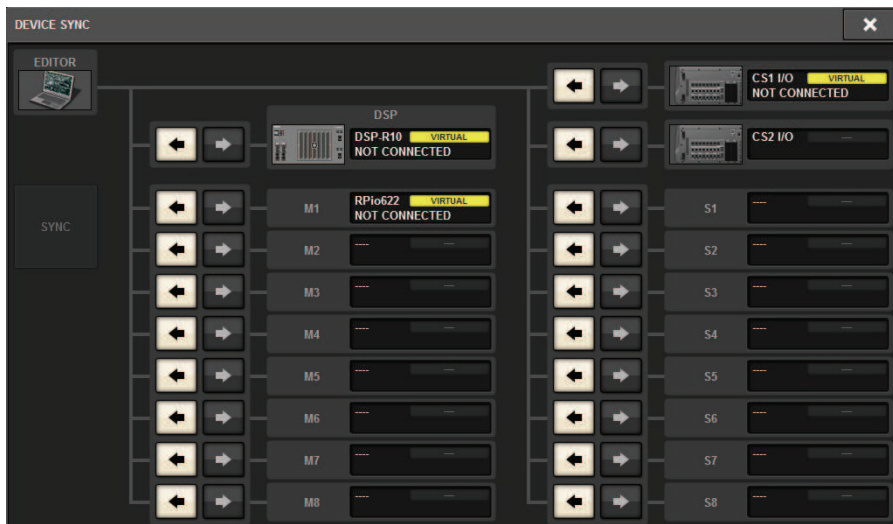 DEVICE SYNC
EDITOR
SYNC
DSP
DSP-R10 VIRTUAL
NOT CONNECTED
M1 RPio622 VIRTUAL
NOT CONNECTED
M2 ---- ---
M3 ---- ---
M4 ---- ---
M5 ---- ---
M6 ---- ---
M7 ---- ---
M8 ---- ---
CS1 I/O VIRTUAL
NOT CONNECTED
CS2 I/O ---
S1 ---- ---
S2 ---- ---
S3 ---- ---
S4 ---- ---
S5 ---- ---
S6 ---- ---
S7 ---- ---
S8 ---- ---